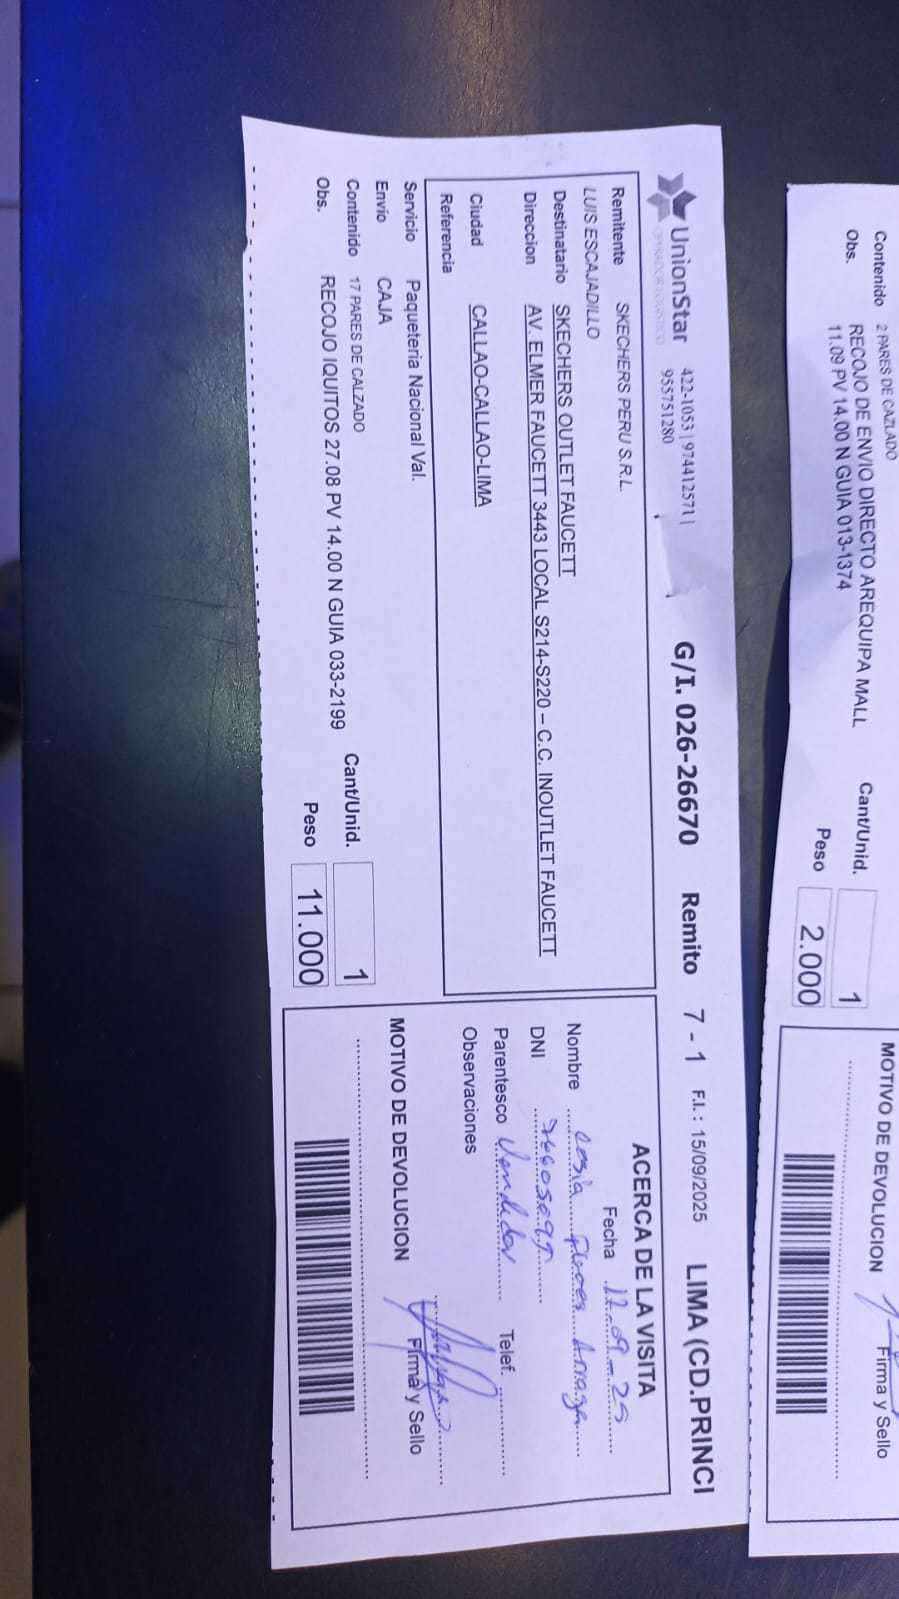 UnionStar
OPERADOR LOGISTICO
422-1053 | 974412571 |
955751280
G/I. 026-26670 Remito 7 - 1 F.I.: 15/09/2025 LIMA (CD.PRINCI
Remitente SKECHERS PERU S.R.L.
LUIS ESCAJADILLO
Destinatario SKECHERS OUTLET FAUCETT
Direccion AV. ELMER FAUCETT 3443 LOCAL S214-S220 – C.C. INOUTLET FAUCETT
Ciudad CALLAO-CALLAO-LIMA
Referencia
Servicio Paqueteria Nacional Val.
Envio CAJA
Contenido 17 PARES DE CALZADO
Obs. RECOJO IQUITOS 27.08 PV 14.00 N GUIA 033-2199
Cant/Unid. 1
Peso 11.000
ACERCA DE LA VISITA
Fecha
Nombre
DNI
Parentesco Vendedor
Telef.
Observaciones
MOTIVO DE DEVOLUCION
Firma y Sello
Contenido 2 PARES DE CAZLADO
Obs. RECOJO DE ENVIO DIRECTO AREQUIPA MALL
11.09 PV 14.00 N GUIA 013-1374
Cant/Unid. 1
Peso 2.000
MOTIVO DE DEVOLUCION
Firma y Sello